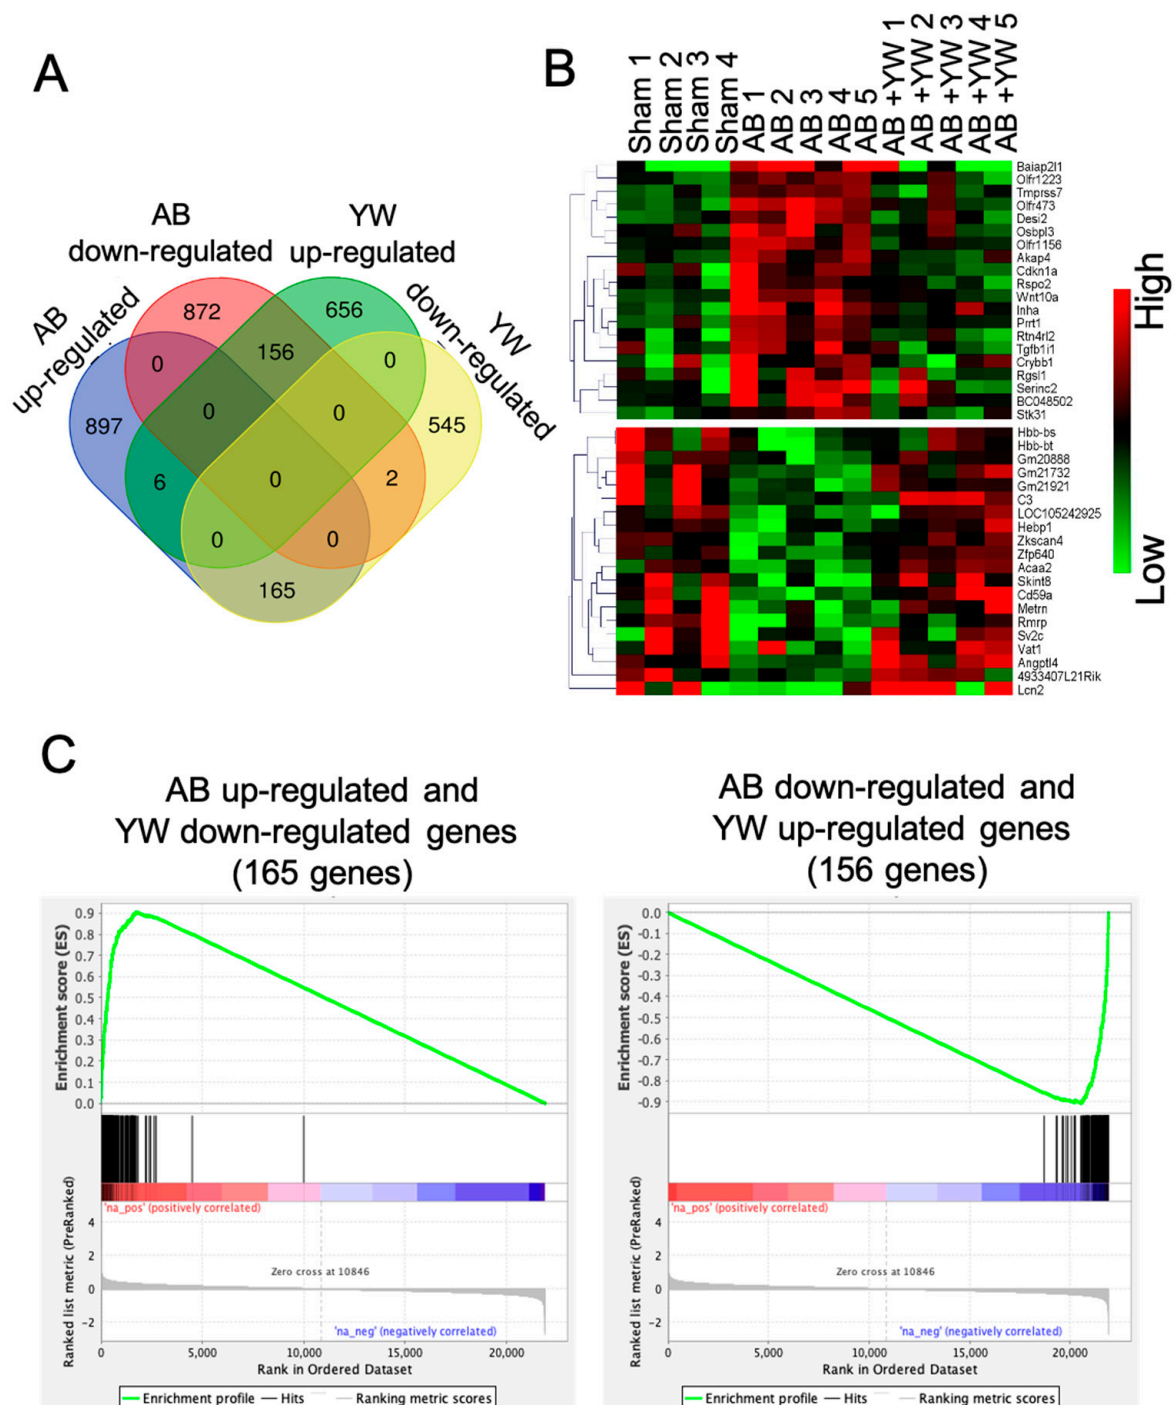 A
AB
down-regulated
YW
up-regulated
AB
up-regulated
YW
down-regulated
872
656
0
156
0
897
0
0
545
6
0
2
0
0
165
B
Sham 1
Sham 2
Sham 3
Sham 4
AB 1
AB 2
AB 3
AB 4
AB 5
AB +YW 1
AB +YW 2
AB +YW 3
AB +YW 4
AB +YW 5
Baiap2l1
Olfr1223
Tmprss7
Olfr473
Desi2
Osbpl3
Olfr1156
Akap4
Cdkn1a
Rspo2
Wnt10a
Inha
Prrt1
Rtn4rl2
Tgfb1i1
Crybb1
Rgsl1
Serinc2
BC048502
Stk31
Hbb-bs
Hbb-bt
Gm20888
Gm21732
Gm21921
C3
LOC105242925
Hebp1
Zkscan4
Zfp640
Acaa2
Skint8
Cd59a
Metrn
Rmrp
Sv2c
Vat1
Angptl4
4933407L21Rik
Lcn2
High
Low
C
AB up-regulated and
YW down-regulated genes
(165 genes)
Enrichment score (ES)
0.9
0.8
0.7
0.6
0.5
0.4
0.3
0.2
0.1
0.0
'na_pos' (positively correlated)
Ranked list metric (PreRanked)
4
2
0
-2
Zero cross at 10846
'na_neg' (negatively correlated)
0
5,000
10,000
15,000
20,000
Rank in Ordered Dataset
Enrichment profile
Hits
Ranking metric scores
AB down-regulated and
YW up-regulated genes
(156 genes)
Enrichment score (ES)
0.0
-0.1
-0.2
-0.3
-0.4
-0.5
-0.6
-0.7
-0.8
-0.9
'na_pos' (positively correlated)
Ranked list metric (PreRanked)
4
2
0
-2
Zero cross at 10846
'na_neg' (negatively correlated)
0
5,000
10,000
15,000
20,000
Rank in Ordered Dataset
Enrichment profile
Hits
Ranking metric scores